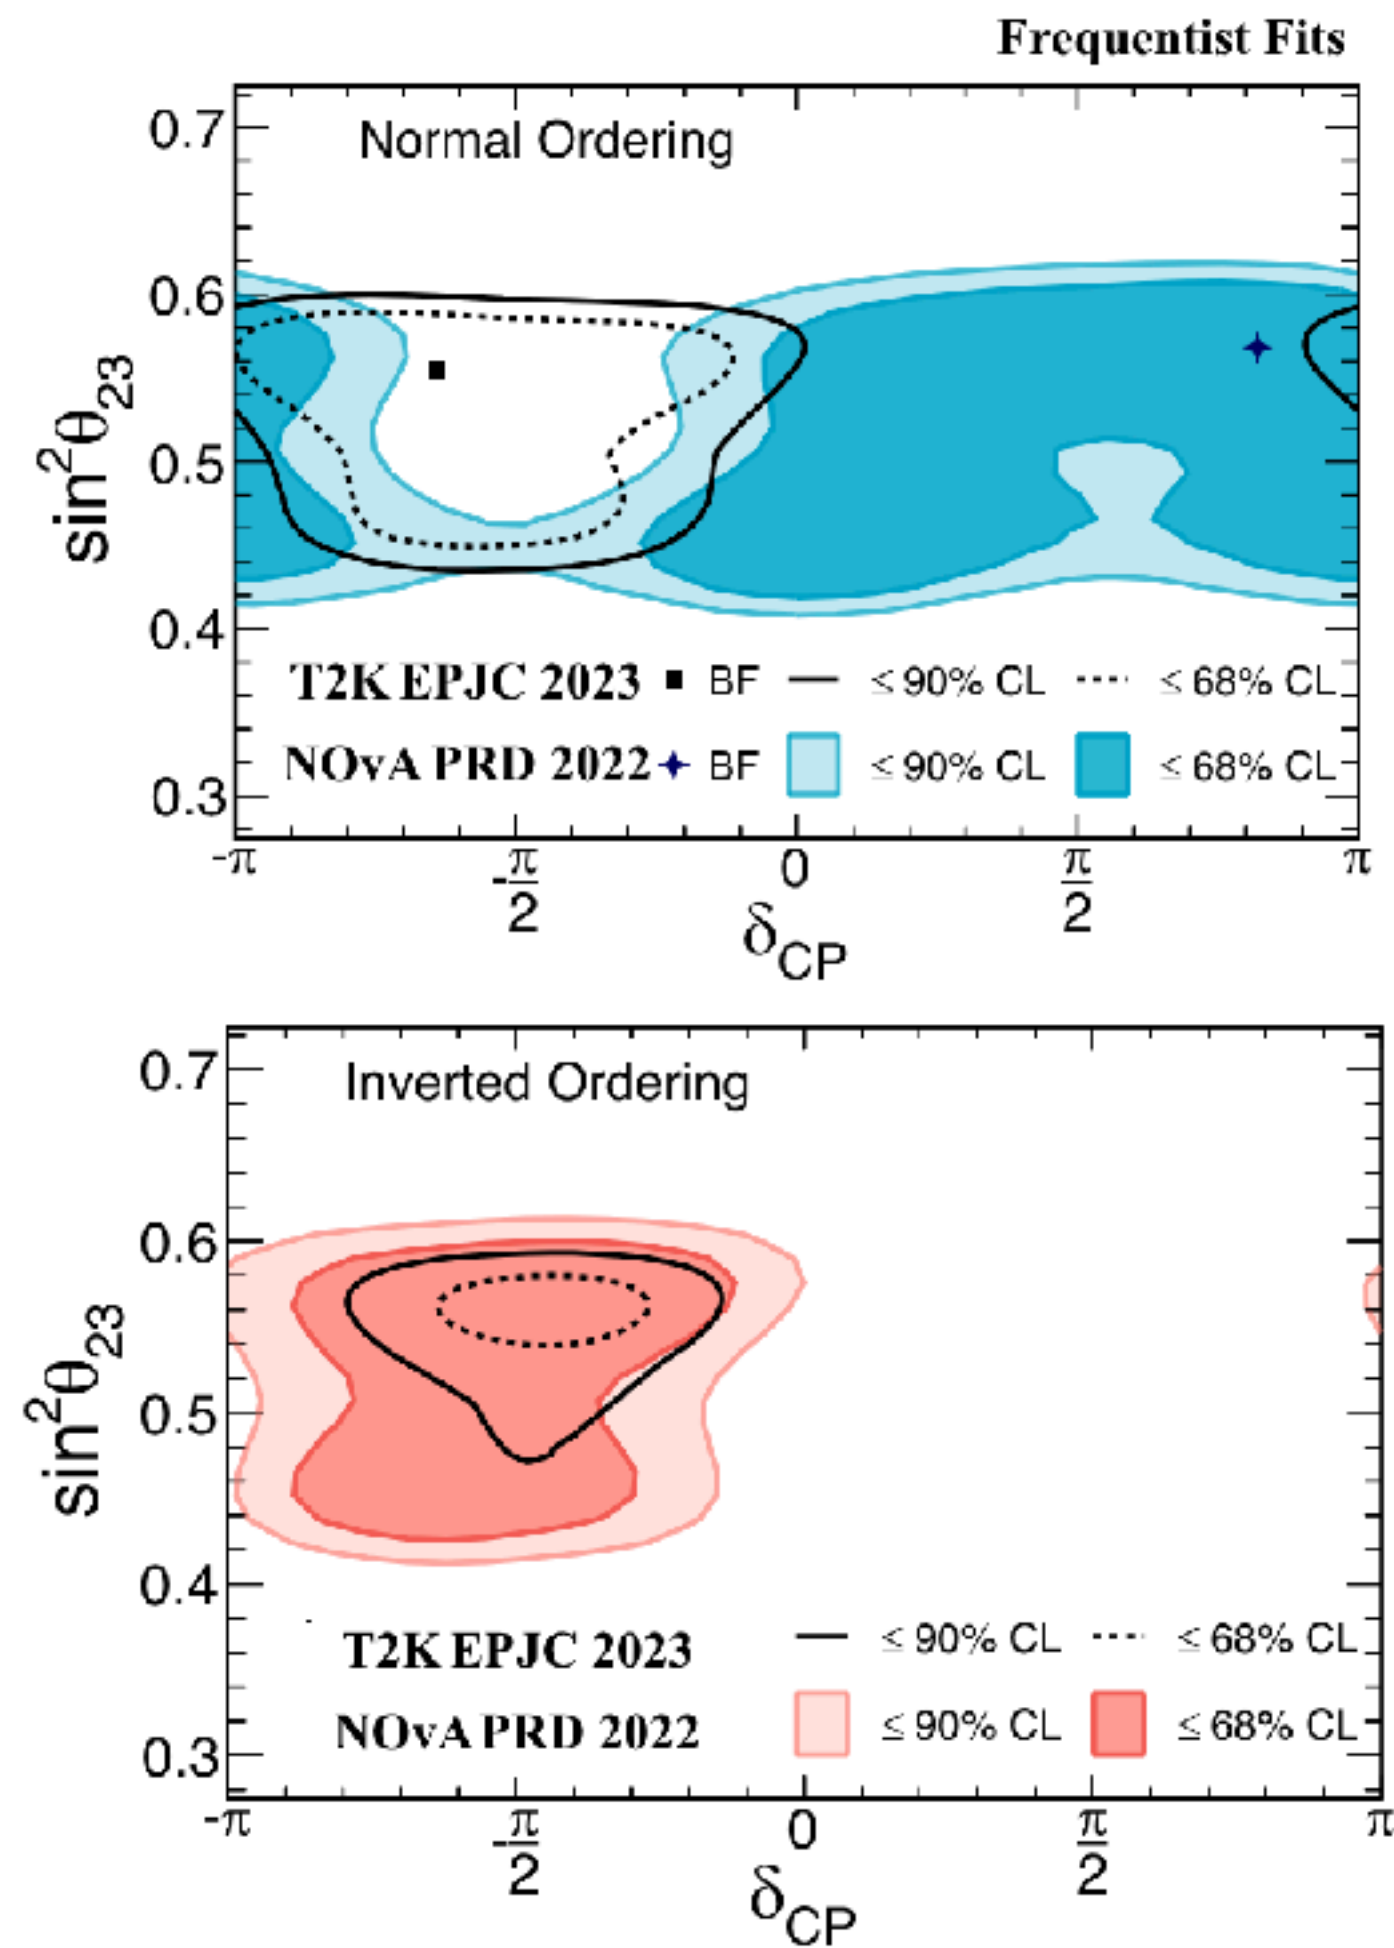 Frequentist Fits
Normal Ordering
0.7
0.6
0.5
0.4
0.3
sin²θ₂₃
T2K EPJC 2023 BF ≤ 90% CL ≤ 68% CL
NOvA PRD 2022 BF ≤ 90% CL ≤ 68% CL
-π -π/2 0 π/2 π
δCP
Inverted Ordering
0.7
0.6
0.5
0.4
0.3
sin²θ₂₃
T2K EPJC 2023 ≤ 90% CL ≤ 68% CL
NOvA PRD 2022 ≤ 90% CL ≤ 68% CL
-π -π/2 0 π/2 π
δCP